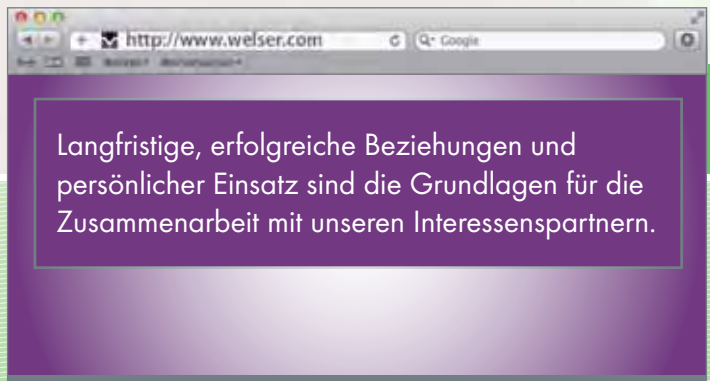 http://www.welser.com
Google
Langfristige, erfolgreiche Beziehungen und
persönlicher Einsatz sind die Grundlagen für die
Zusammenarbeit mit unseren Interessenspartnern.